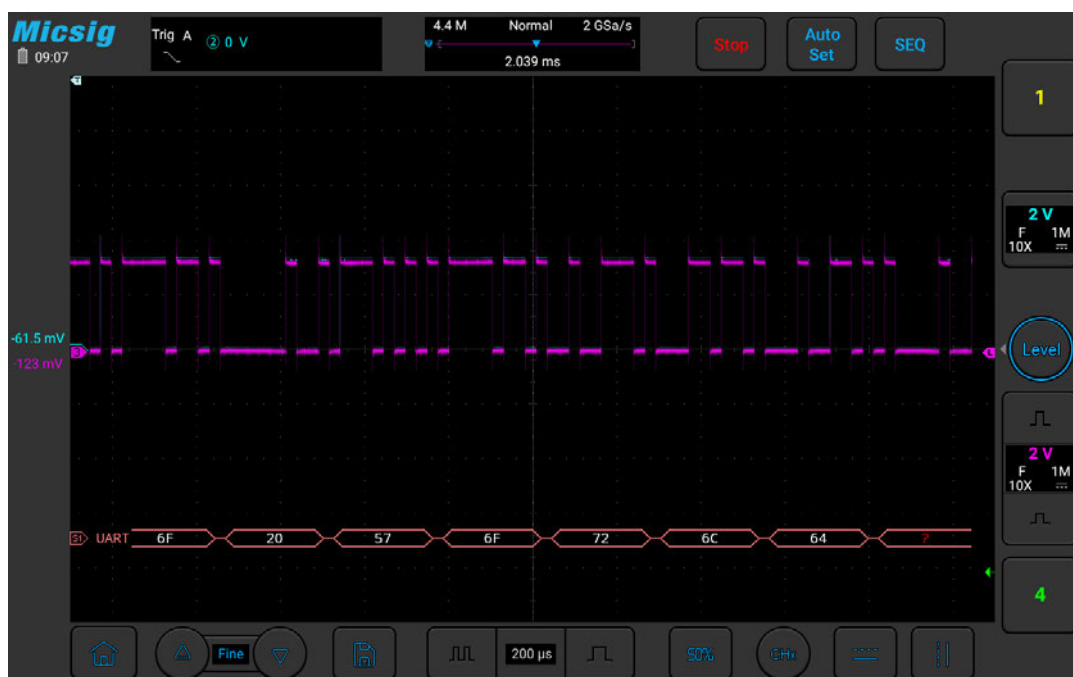 Micsig
09:07
Trig A ② 0 V
4.4 M Normal 2 GSa/s
2.039 ms
Stop
Auto
Set
SEQ
T
1
2 V
F 1M
10X
-61.5 mV
-123 mV
3
L
Level
2 V
F 1M
10X
S1 UART 6F 20 57 6F 72 6C 64 ?
4
Fine
200 µs
50%
CHx